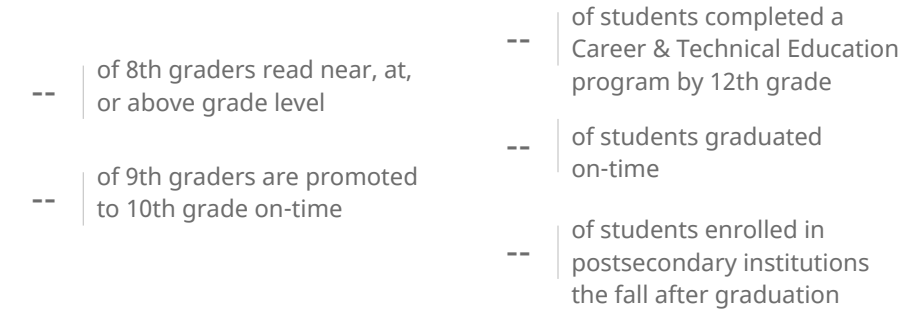 --
of 8th graders read near, at,
or above grade level
--
of 9th graders are promoted
to 10th grade on-time
--
of students completed a
Career & Technical Education
program by 12th grade
--
of students graduated
on-time
--
of students enrolled in
postsecondary institutions
the fall after graduation